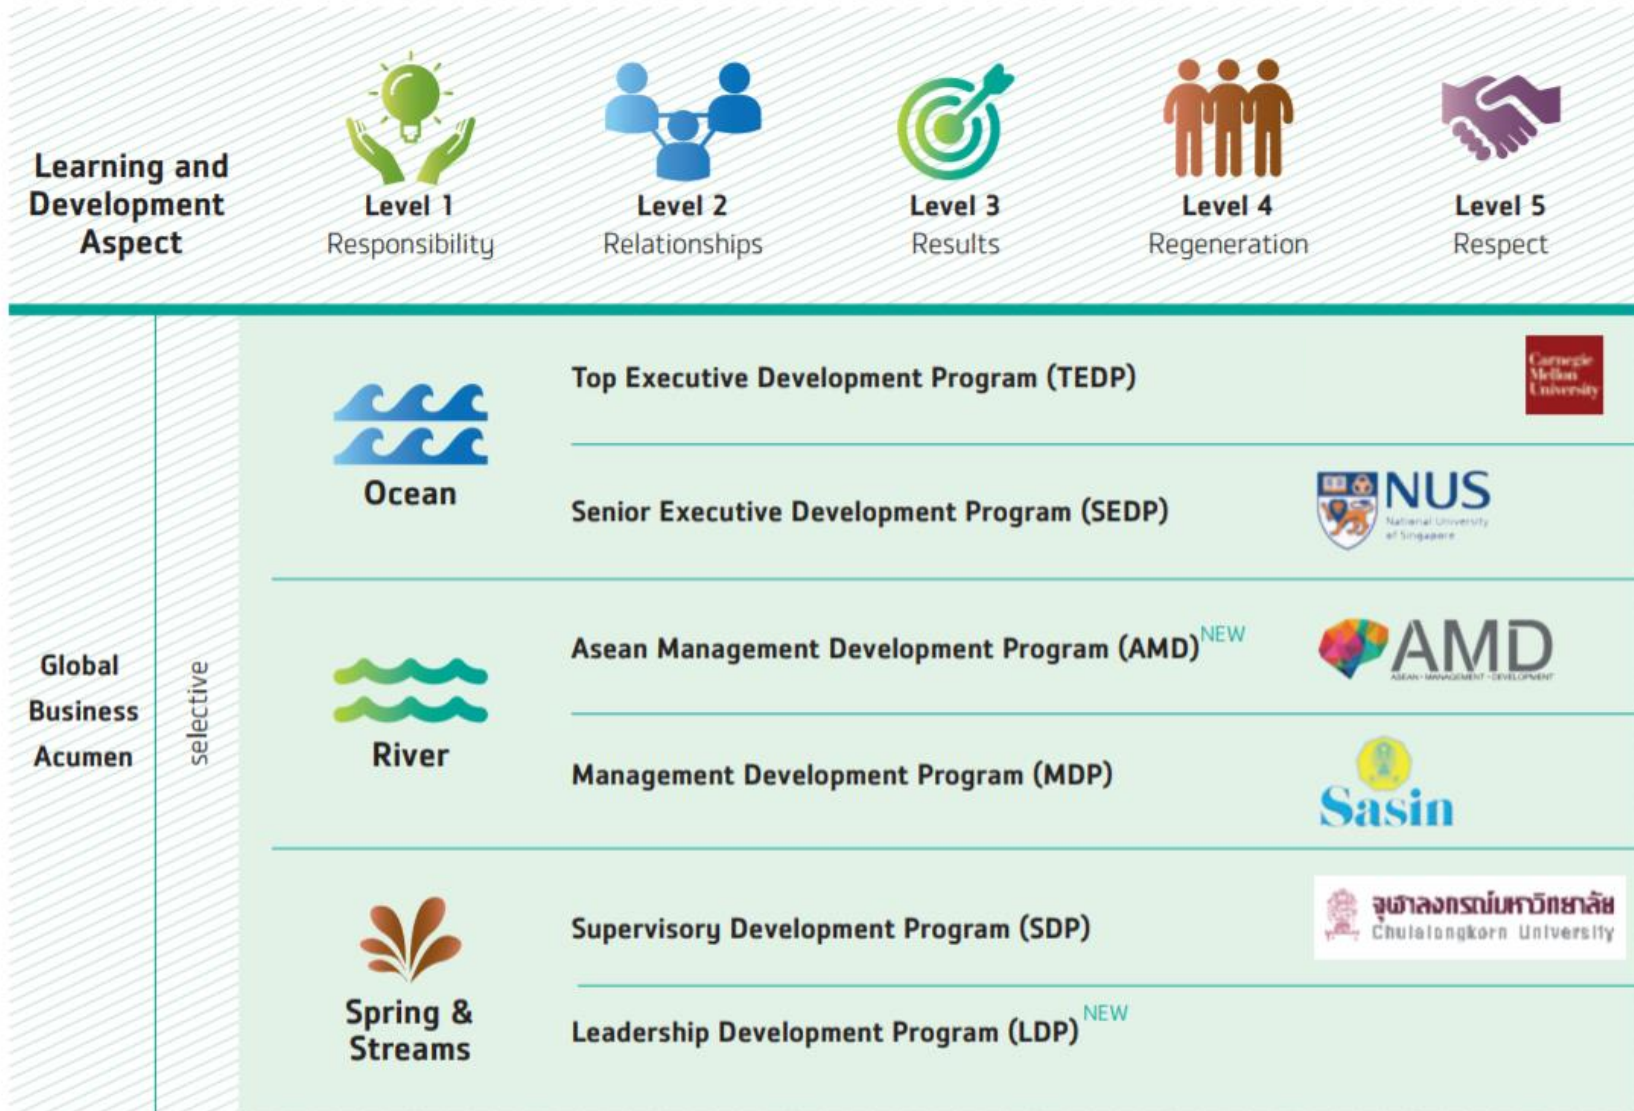 Learning and
Development
Aspect
Level 1
Responsibility
Level 2
Relationships
Level 3
Results
Level 4
Regeneration
Level 5
Respect
Global
Business
Acumen
selective
Ocean
Top Executive Development Program (TEDP)
Carnegie
Mellon
University
Senior Executive Development Program (SEDP)
NUS
National University
of Singapore
River
Asean Management Development Program (AMD) NEW
AMD
ASEAN • MANAGEMENT • DEVELOPMENT
Management Development Program (MDP)
Sasin
Spring &
Streams
Supervisory Development Program (SDP)
จุฬาลงกรณ์มหาวิทยาลัย
Chulalongkorn University
Leadership Development Program (LDP) NEW